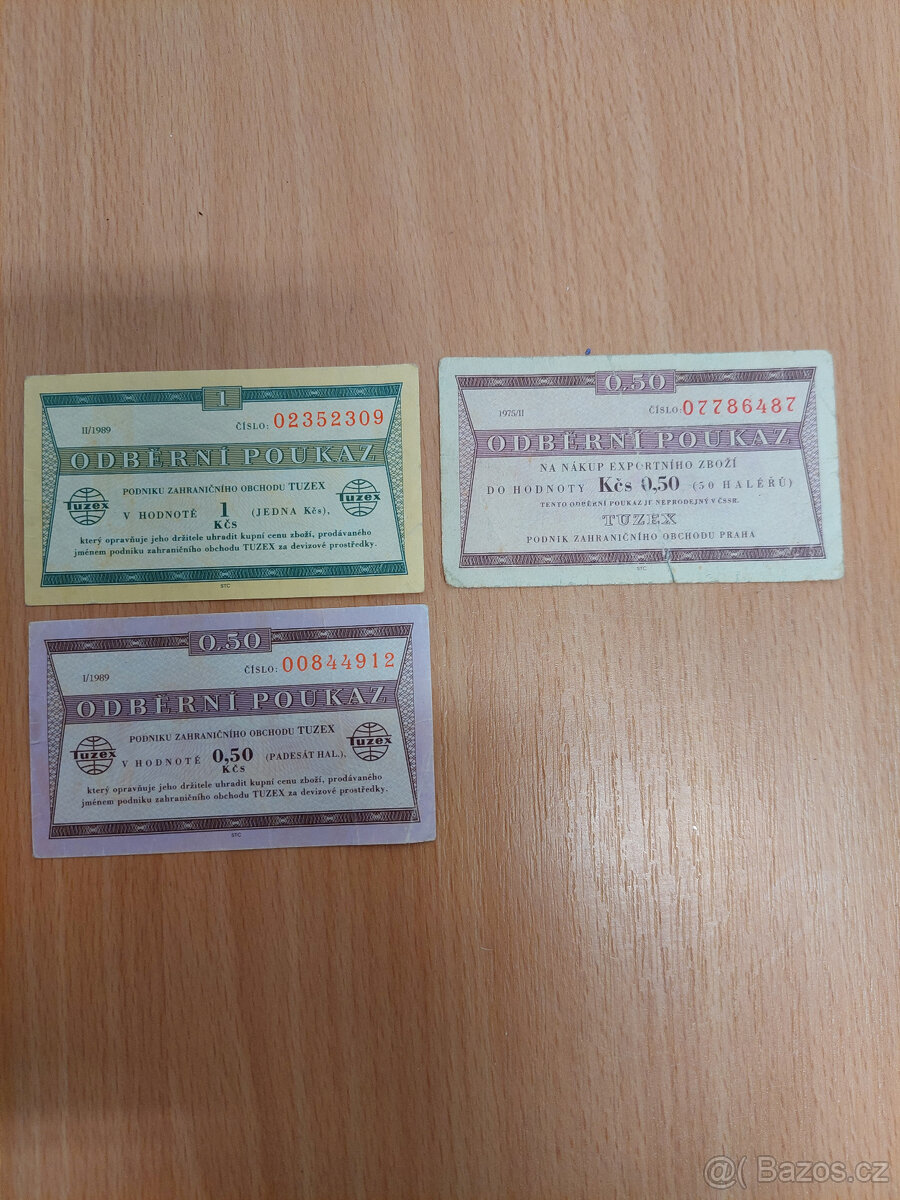 1
II/1989
ČÍSLO: 02352309
ODBĚRNÍ POUKAZ
PODNIKU ZAHRANIČNÍHO OBCHODU TUZEX
Tuzex
V HODNOTĚ 1 Kčs (JEDNA Kčs),
Tuzex
který opravňuje jeho držitele uhradit kupní cenu zboží, prodávaného
jménem podniku zahraničního obchodu TUZEX za devizové prostředky.
STC
0,50
1975/II
ČÍSLO: 07786487
ODBĚRNÍ POUKAZ
NA NÁKUP EXPORTNÍHO ZBOŽÍ
DO HODNOTY Kčs 0,50 (50 HALÉŘŮ)
TENTO ODBĚRNÍ POUKAZ JE NEPRODEJNÝ V ČSSR.
TUZEX
PODNIK ZAHRANIČNÍHO OBCHODU PRAHA
STC
0,50
I/1989
ČÍSLO: 00844912
ODBĚRNÍ POUKAZ
PODNIKU ZAHRANIČNÍHO OBCHODU TUZEX
Tuzex
V HODNOTĚ 0,50 Kčs (PADESÁT HAL.),
Tuzex
který opravňuje jeho držitele uhradit kupní cenu zboží, prodávaného
jménem podniku zahraničního obchodu TUZEX za devizové prostředky.
STC
@( Bazos.cz